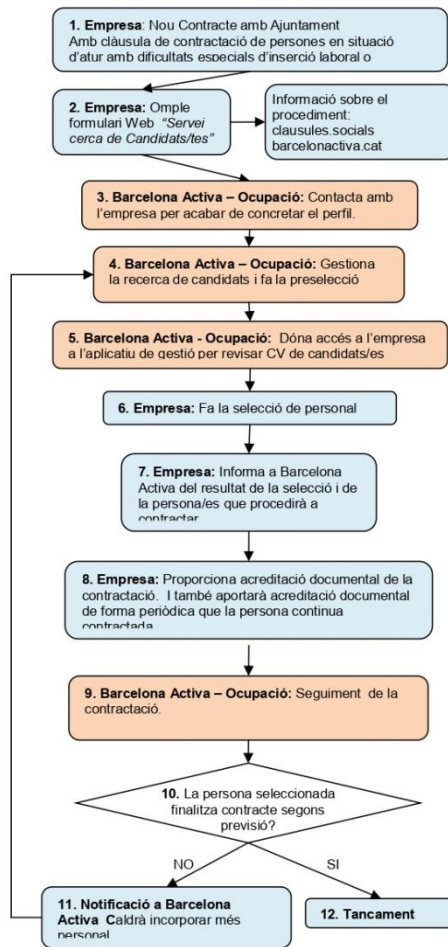 1. Empresa: Nou Contracte amb Ajuntament
Amb clàusula de contractació de persones en situació
d'atur amb dificultats especials d'inserció laboral o
2. Empresa: Omple
formulari Web "Servei
cerca de Candidats/tes"
Informació sobre el
procediment:
clausules.socials
barcelonactiva.cat
3. Barcelona Activa – Ocupació: Contacta amb
l'empresa per acabar de concretar el perfil.
4. Barcelona Activa – Ocupació: Gestiona
la recerca de candidats i fa la preselecció
5. Barcelona Activa - Ocupació: Dóna accés a l'empresa
a l'aplicatiu de gestió per revisar CV de candidats/es
6. Empresa: Fa la selecció de personal
7. Empresa: Informa a Barcelona
Activa del resultat de la selecció i de
la persona/es que procedirà a
contractar
8. Empresa: Proporciona acreditació documental de la
contractació. I també aportarà acreditació documental
de forma periòdica que la persona continua
contractada
9. Barcelona Activa – Ocupació: Seguiment de la
contractació.
10. La persona
seleccionada
finalitza contracte segons
previsió?
NO
SI
11. Notificació a Barcelona
Activa Caldrà incorporar més
personal
12. Tancament